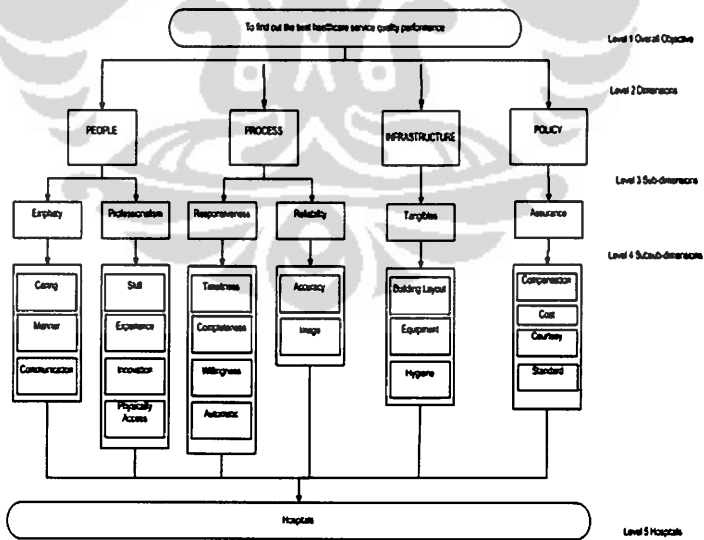 To find out the best healthcare service quality performance
Level 1 Overall Objective
Level 2 Dimensions
PEOPLE
PROCESS
INFRASTRUCTURE
POLICY
Level 3 Sub-dimensions
Emphaty
Professionalism
Responsiveness
Reliability
Tangibles
Assurance
Level 4 Subsub-dimensions
Caring
Manner
Communication
Skill
Experience
Innovation
Physically
Access
Timeliness
Completeness
Willingness
Automatic
Accuracy
Image
Building Layout
Equipment
Hygiene
Compensation
Cost
Courtesy
Standard
Hospitals
Level 5 Hospitals